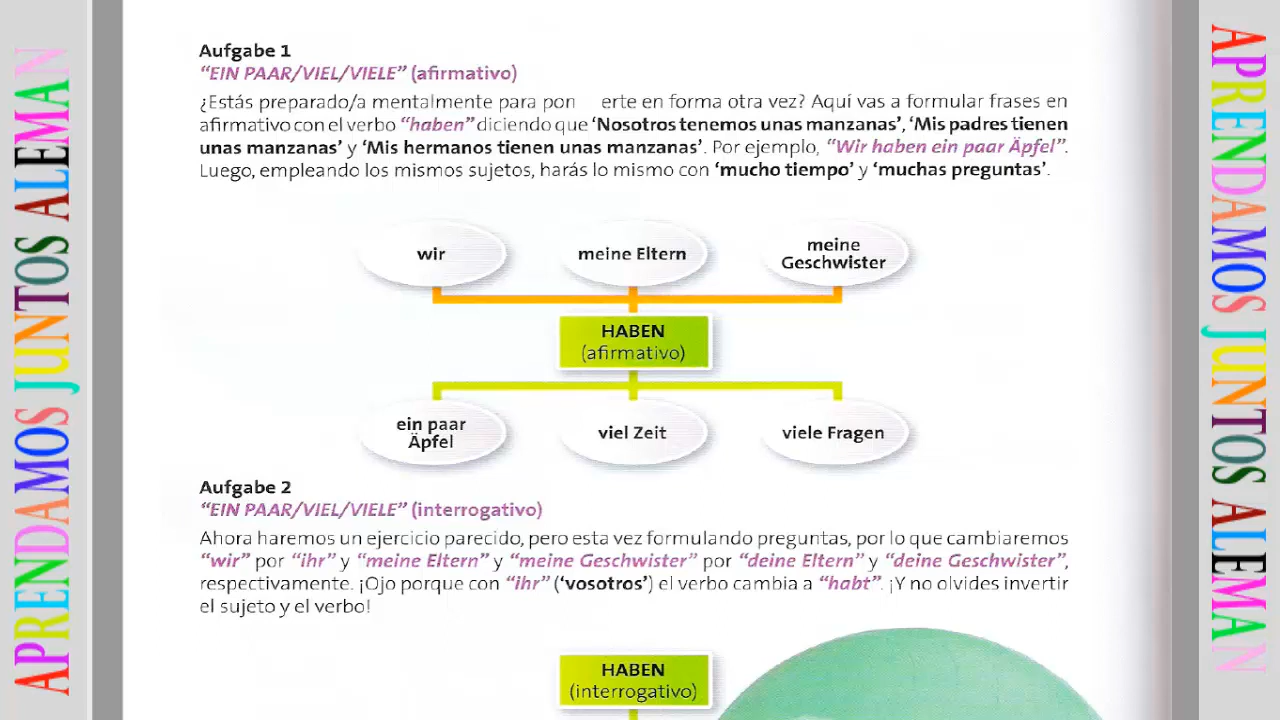 APRENDAMOS JUNTOS ALEMAN
Aufgabe 1
“EIN PAAR/VIEL/VIELE” (afirmativo)
¿Estás preparado/a mentalmente para pon erte en forma otra vez? Aquí vas a formular frases en
afirmativo con el verbo “haben” diciendo que ‘Nosotros tenemos unas manzanas’, ‘Mis padres tienen
unas manzanas’ y ‘Mis hermanos tienen unas manzanas’. Por ejemplo, “Wir haben ein paar Äpfel”.
Luego, empleando los mismos sujetos, harás lo mismo con ‘mucho tiempo’ y ‘muchas preguntas’.
wir
meine Eltern
meine
Geschwister
HABEN
(afirmativo)
ein paar
Äpfel
viel Zeit
viele Fragen
Aufgabe 2
“EIN PAAR/VIEL/VIELE” (interrogativo)
Ahora haremos un ejercicio parecido, pero esta vez formulando preguntas, por lo que cambiaremos
“wir” por “ihr” y “meine Eltern” y “meine Geschwister” por “deine Eltern” y “deine Geschwister”,
respectivamente. ¡Ojo porque con “ihr” (‘vosotros’) el verbo cambia a “habt”. ¡Y no olvides invertir
el sujeto y el verbo!
HABEN
(interrogativo)
APRENDAMOS JUNTOS ALEMAN